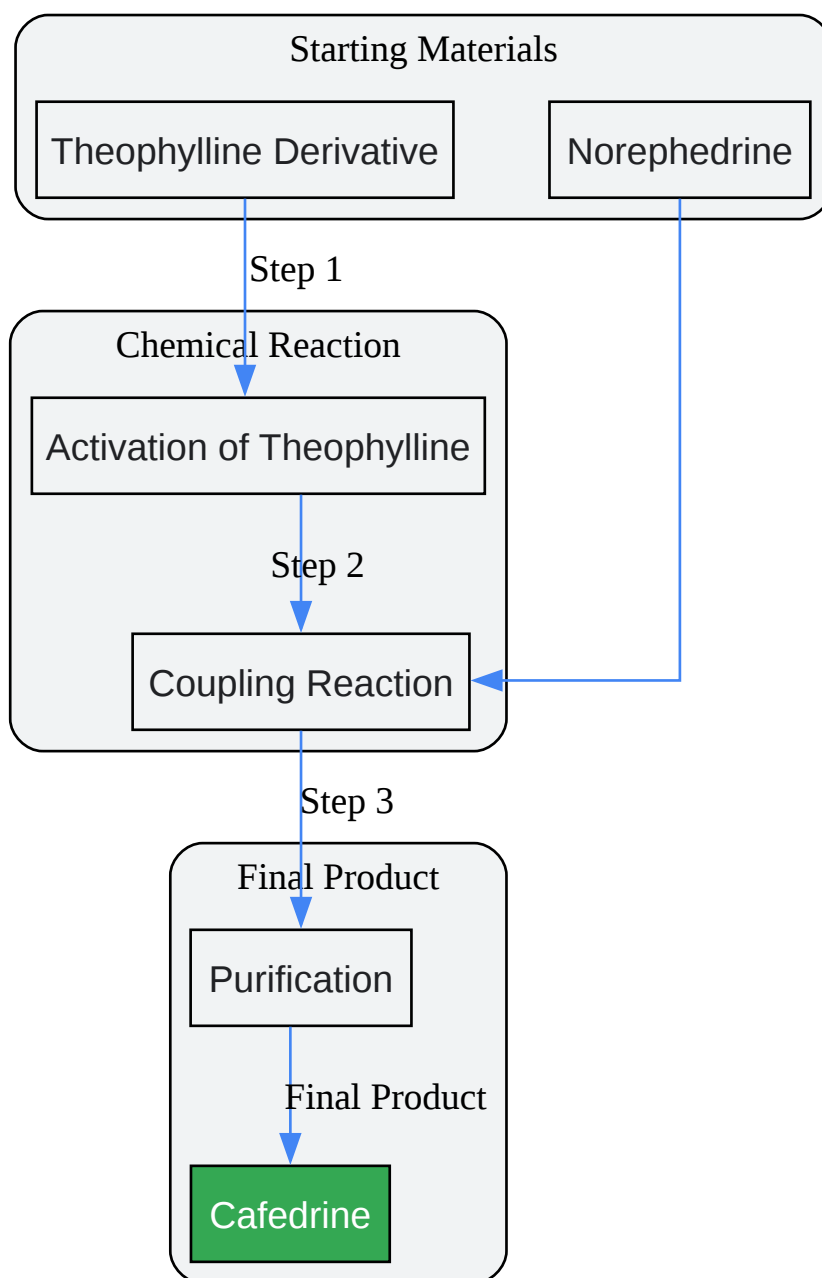 Starting Materials
Theophylline Derivative
Norephedrine
Step 1
Chemical Reaction
Activation of Theophylline
Step 2
Coupling Reaction
Step 3
Final Product
Purification
Final Product
Cafedrine